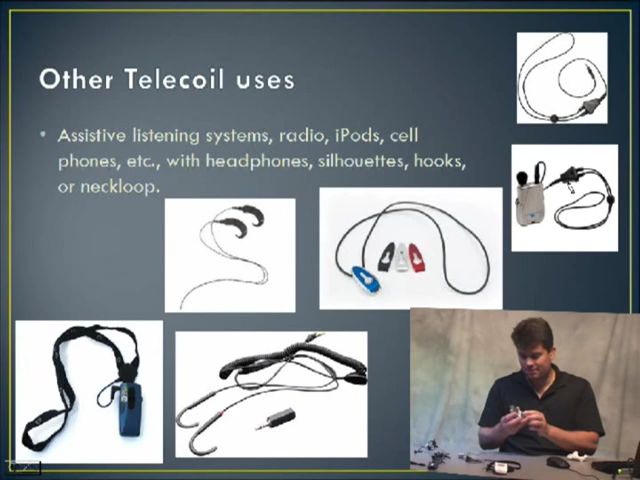 Other Telecoil uses
• Assistive listening systems, radio, iPods, cell
phones, etc., with headphones, silhouettes, hooks,
or neckloop.